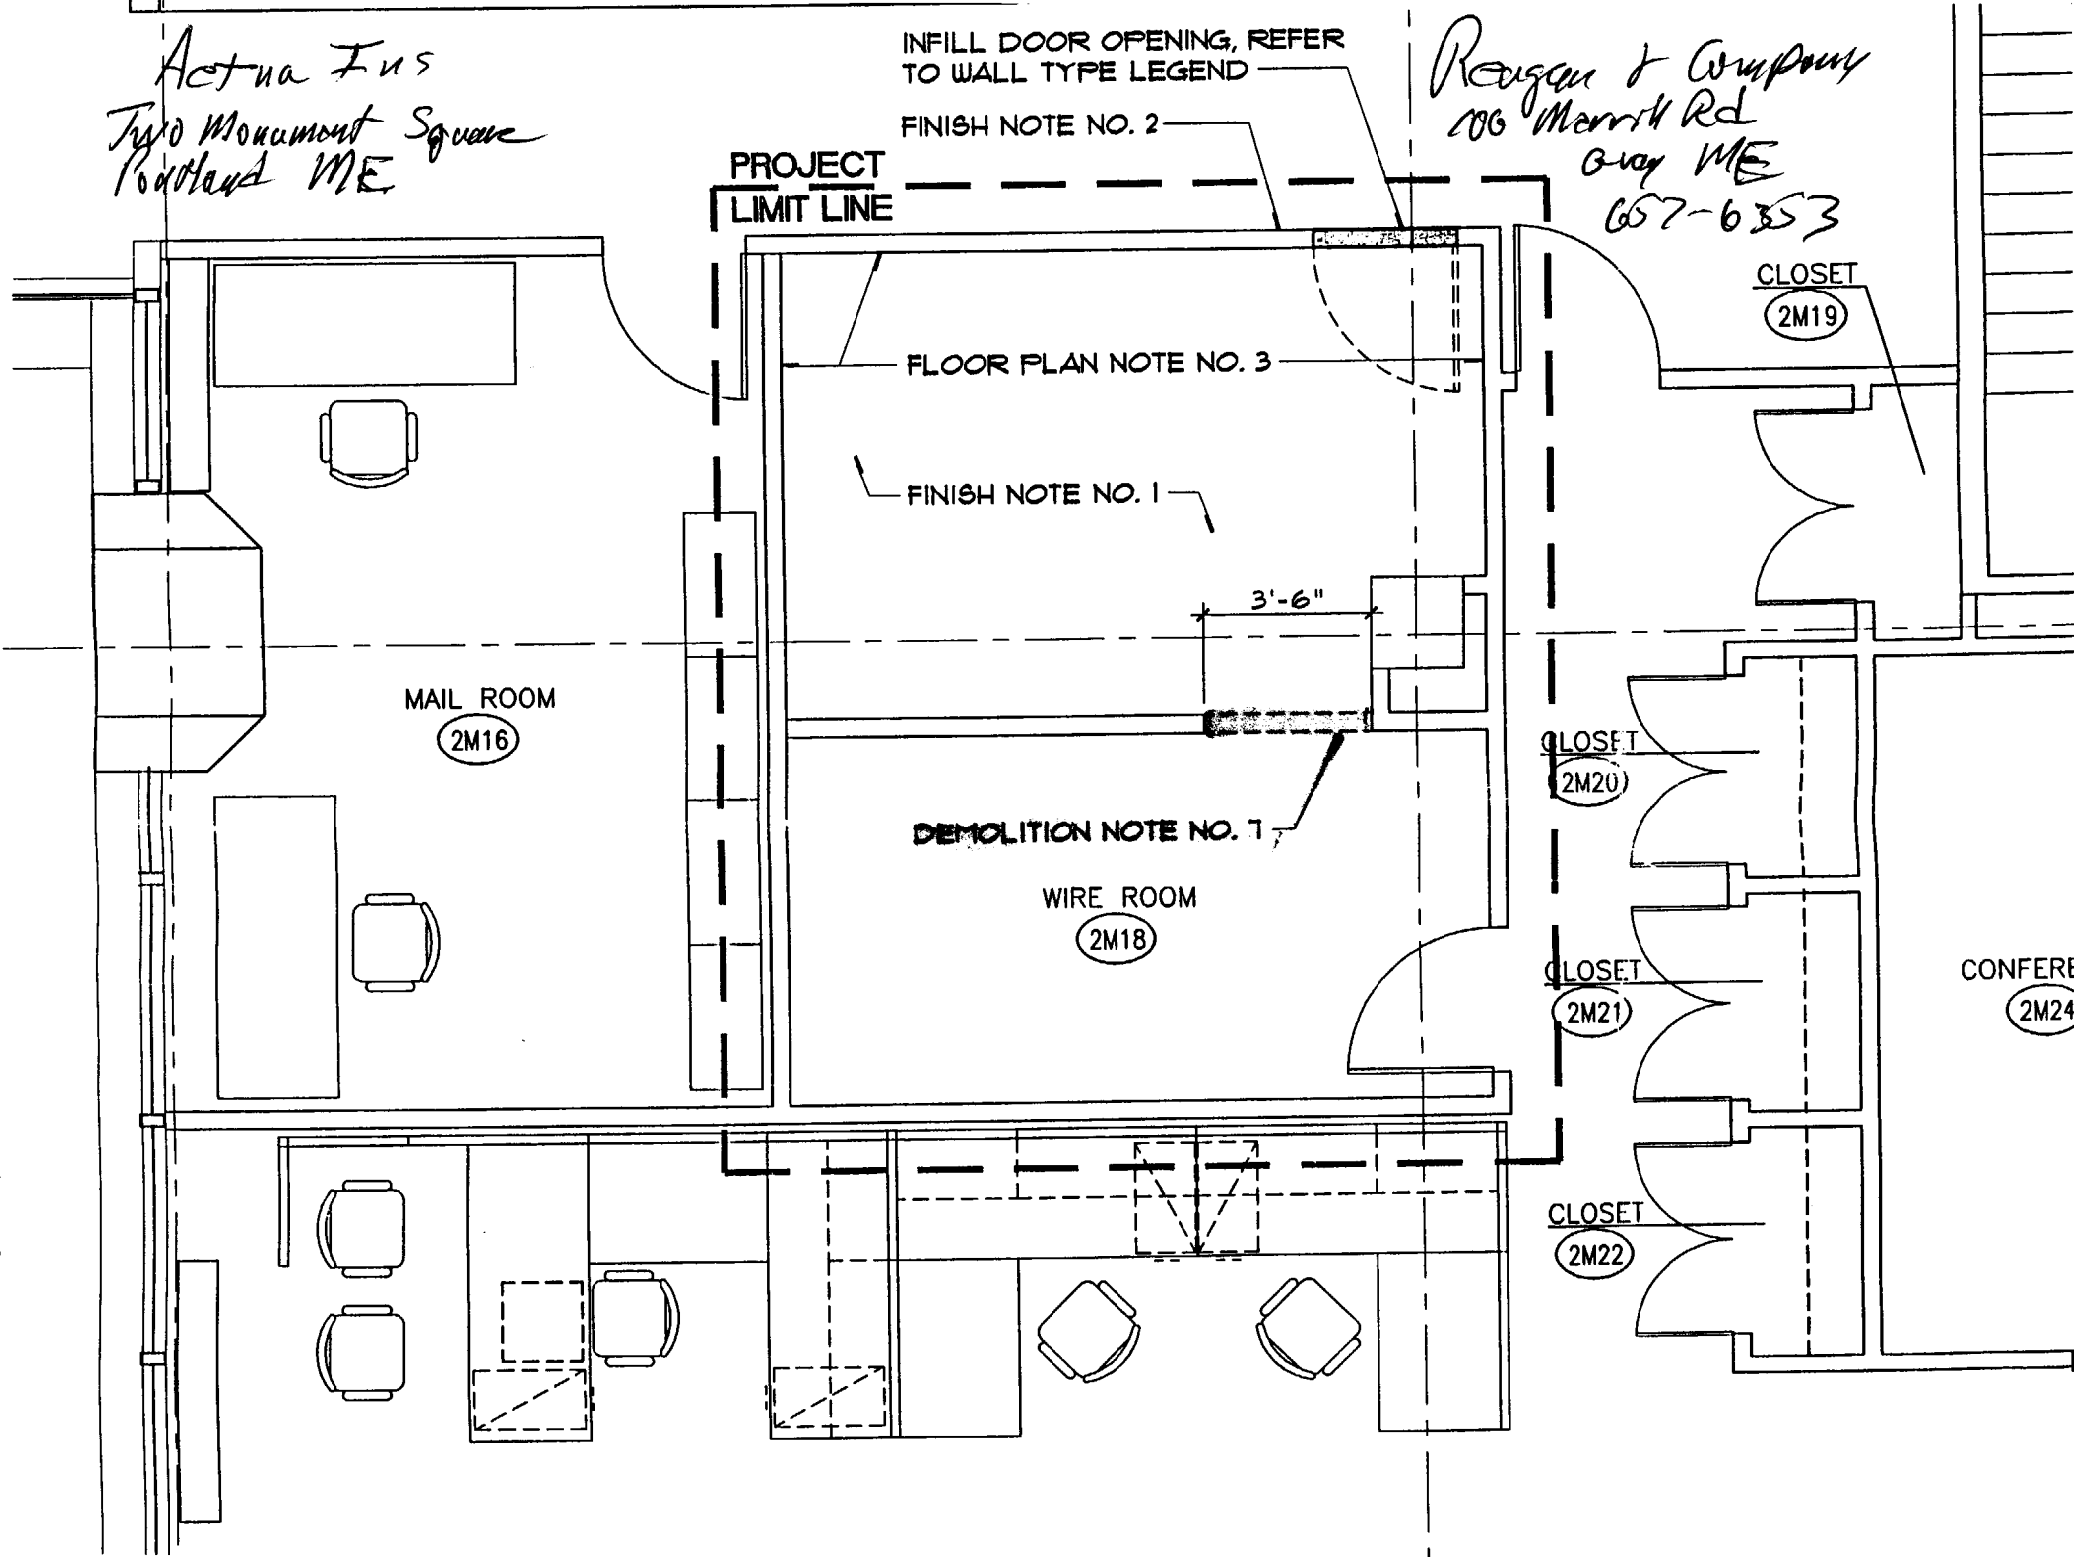 Aetna Ins
Two Monument Square
Portland ME
INFILL DOOR OPENING, REFER
TO WALL TYPE LEGEND
FINISH NOTE NO. 2
Reagan & Company
100 Merrill Rd
Gray ME
657-6353
PROJECT
LIMIT LINE
CLOSET
2M19
FLOOR PLAN NOTE NO. 3
FINISH NOTE NO. 1
3'-6"
MAIL ROOM
2M16
CLOSET
2M20
DEMOLITION NOTE NO. 7
WIRE ROOM
2M18
CLOSET
2M21
CONFERE
2M24
CLOSET
2M22